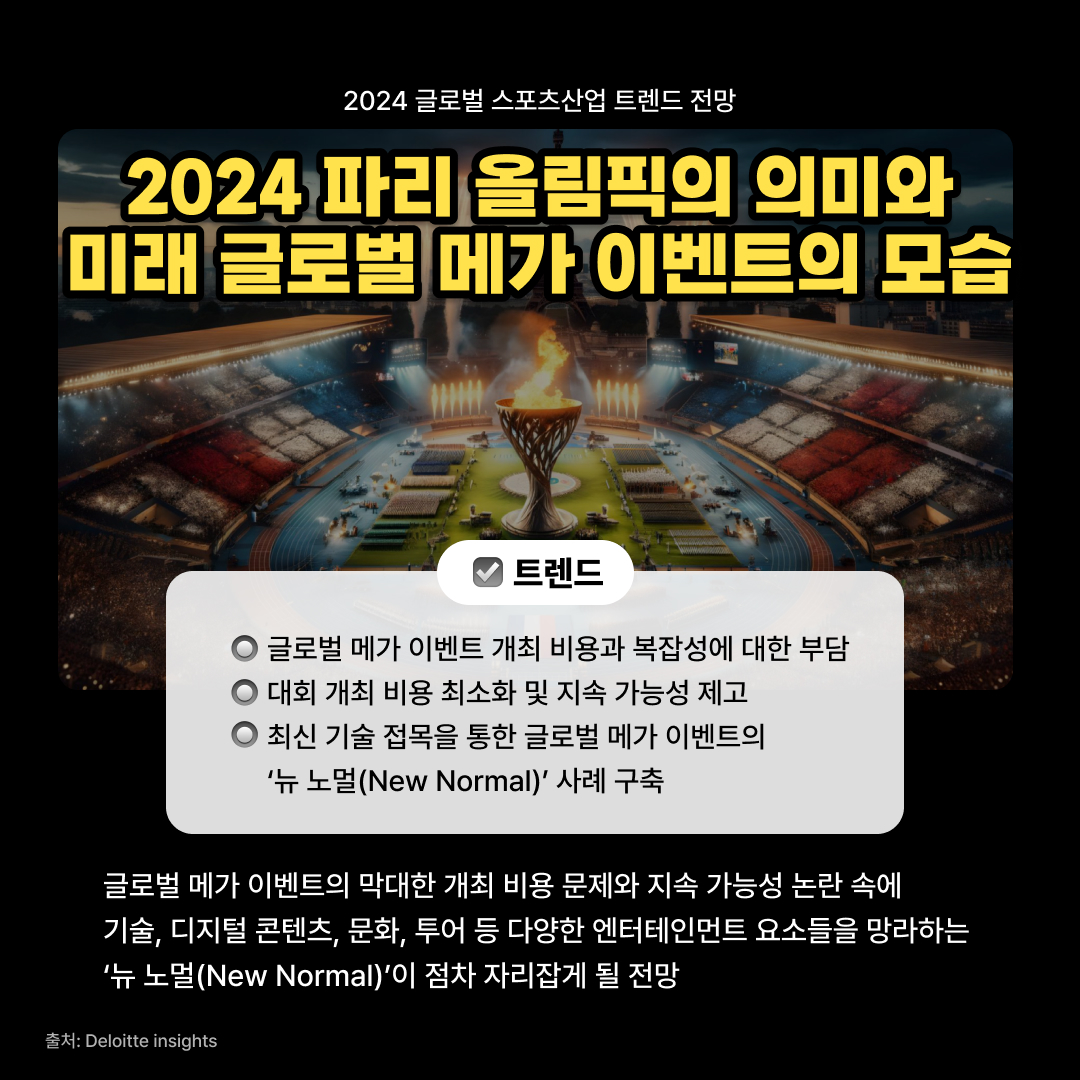 2024 글로벌 스포츠산업 트렌드 전망
2024 파리 올림픽의 의미와
미래 글로벌 메가 이벤트의 모습
트렌드
글로벌 메가 이벤트 개최 비용과 복잡성에 대한 부담
대회 개최 비용 최소화 및 지속 가능성 제고
최신 기술 접목을 통한 글로벌 메가 이벤트의
‘뉴 노멀(New Normal)’ 사례 구축
글로벌 메가 이벤트의 막대한 개최 비용 문제와 지속 가능성 논란 속에
기술, 디지털 콘텐츠, 문화, 투어 등 다양한 엔터테인먼트 요소들을 망라하는
‘뉴 노멀(New Normal)’이 점차 자리잡게 될 전망
출처: Deloitte insights